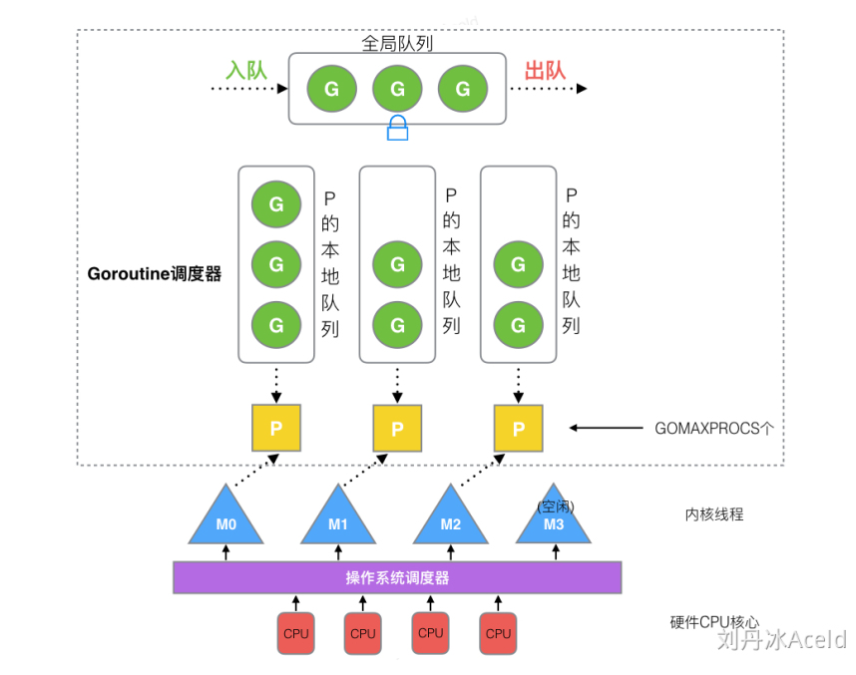 全局队列
入队
G
G
G
出队
G
G
G
P的本地队列
G
G
P的本地队列
G
G
P的本地队列
Goroutine调度器
P
P
P
GOMAXPROCS个
M0
M1
M2
(空闲)
M3
内核线程
操作系统调度器
CPU
CPU
CPU
CPU
硬件CPU核心
刘丹冰Aceld